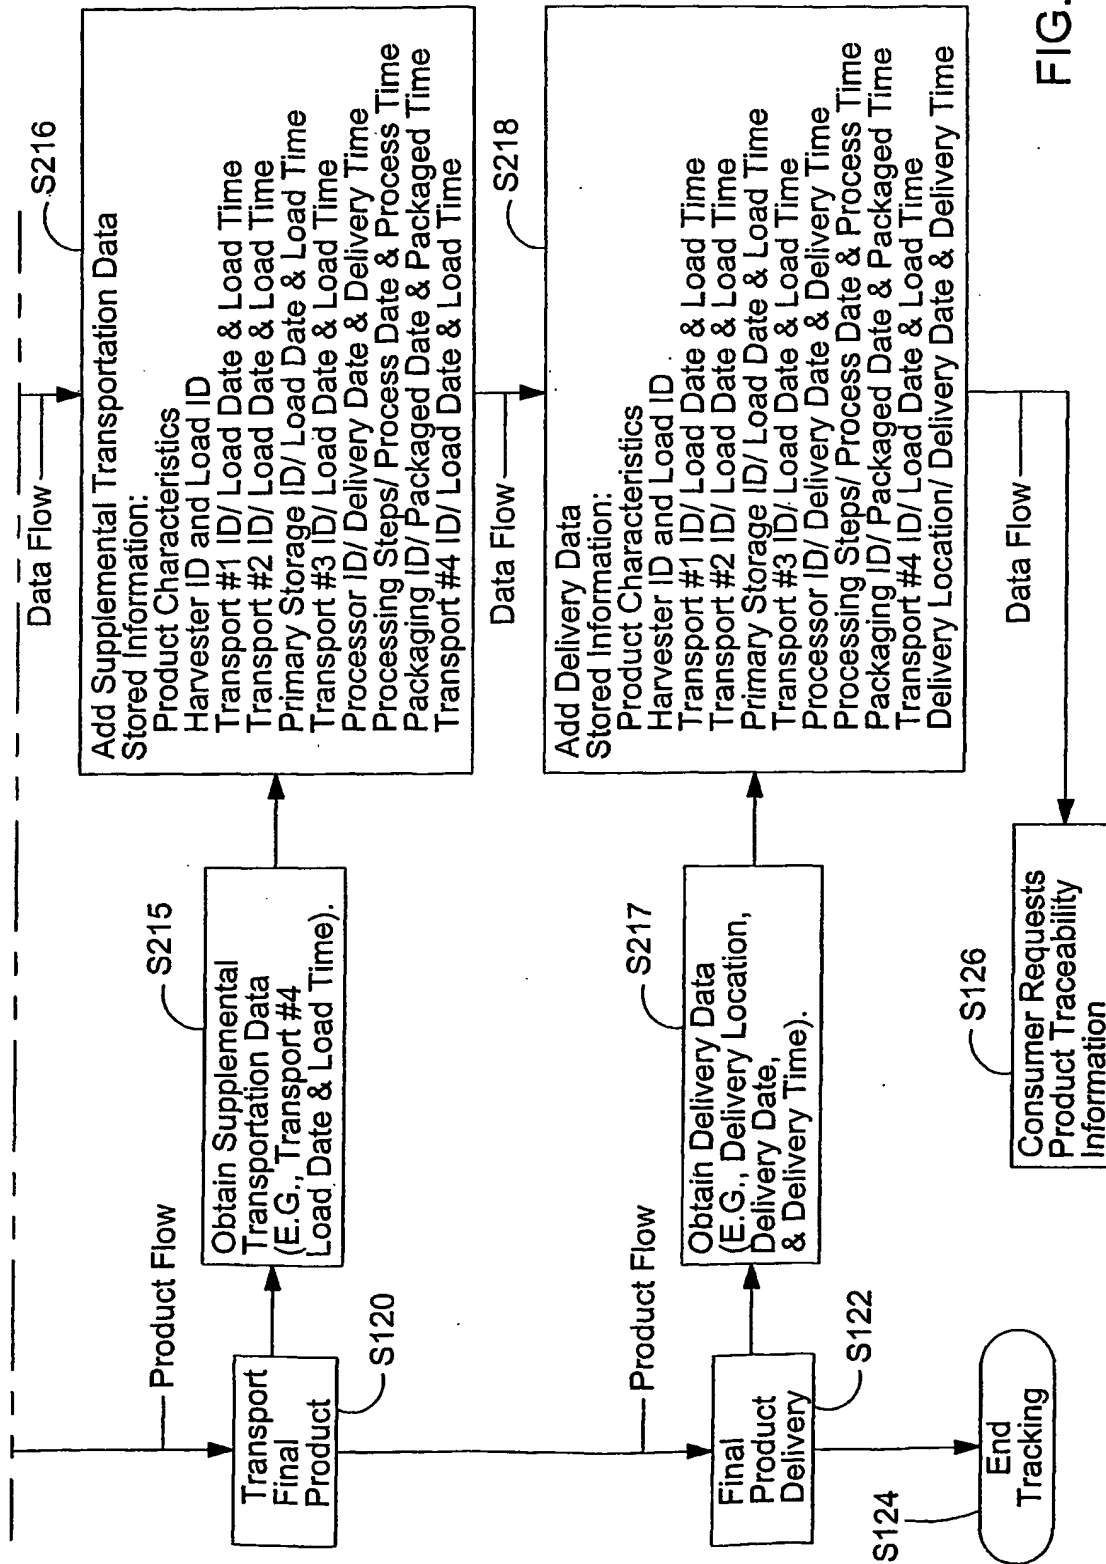 Product Flow
Transport
Final
Product
S120
Obtain Supplemental
Transportation Data
(E.G., Transport #4
Load Date & Load Time).
S215
Data Flow
Add Supplemental Transportation Data
Stored Information:
Product Characteristics
Harvester ID and Load ID
Transport #1 ID/ Load Date & Load Time
Transport #2 ID/ Load Date & Load Time
Primary Storage ID/ Load Date & Load Time
Transport #3 ID/ Load Date & Load Time
Processor ID/ Delivery Date & Delivery Time
Processing Steps/ Process Date & Process Time
Packaging ID/ Packaged Date & Packaged Time
Transport #4 ID/ Load Date & Load Time
S216
Product Flow
Final
Product
Delivery
S122
Obtain Delivery Data
(E.G., Delivery Location,
Delivery Date,
& Delivery Time).
S217
Data Flow
Add Delivery Data
Stored Information:
Product Characteristics
Harvester ID and Load ID
Transport #1 ID/ Load Date & Load Time
Transport #2 ID/ Load Date & Load Time
Primary Storage ID/ Load Date & Load Time
Transport #3 ID/ Load Date & Load Time
Processor ID/ Delivery Date & Delivery Time
Processing Steps/ Process Date & Process Time
Packaging ID/ Packaged Date & Packaged Time
Transport #4 ID/ Load Date & Load Time
Delivery Location/ Delivery Date & Delivery Time
S218
S124
End
Tracking
S126
Consumer Requests
Product Traceability
Information
Data Flow
FIG.